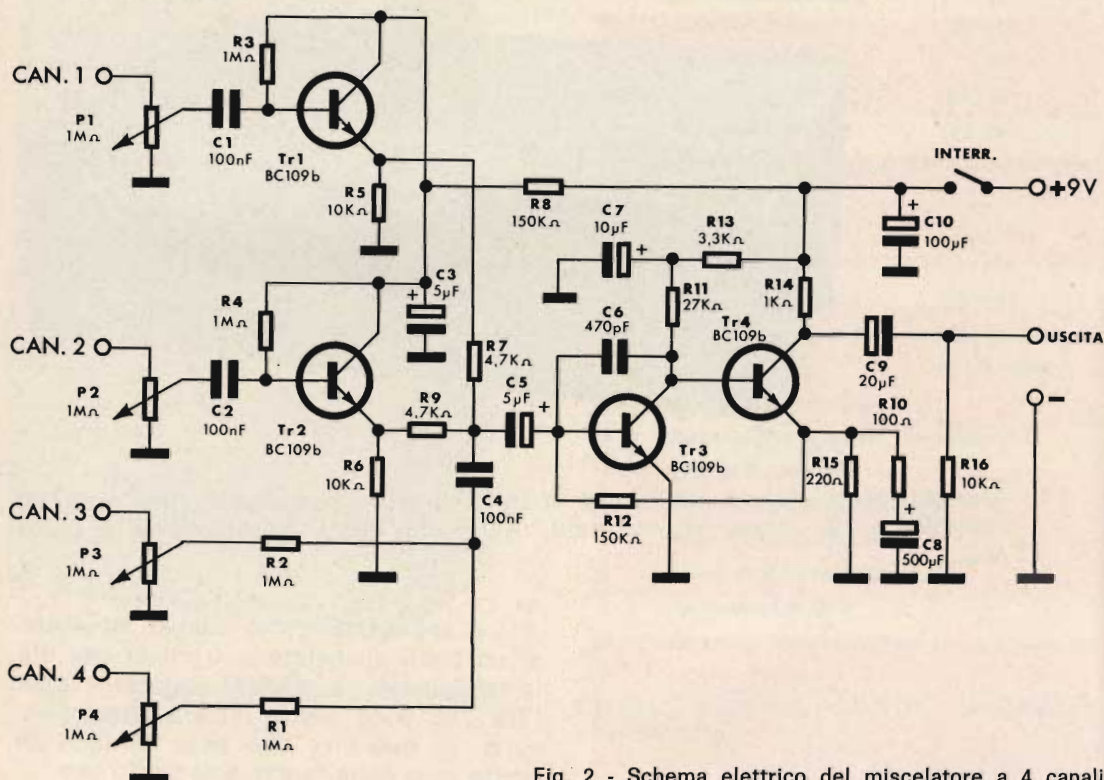 R3
1MΩ
CAN. 1
P1
1MΩ
C1
100nF
Tr1
BC109b
R5
10KΩ
INTERR.
+9V
R8
150KΩ
C7
10µF
+
R13
3,3KΩ
+
C10
100µF
R4
1MΩ
+
C3
5µF
R11
27KΩ
R14
1KΩ
C6
470pF
Tr4
BC109b
CAN. 2
P2
1MΩ
C2
100nF
Tr2
BC109b
R7
4,7KΩ
R9
4,7KΩ
C5
5µF
+
USCITA
C9
20µF
R10
100Ω
–
Tr3
BC109b
R6
10KΩ
C4
100nF
R12
150KΩ
R15
220Ω
R16
10KΩ
+
C8
500µF
CAN. 3
P3
1MΩ
R2
1MΩ
CAN. 4
P4
1MΩ
R1
1MΩ
Fig. 2 - Schema elettrico del miscelatore a 4 canali